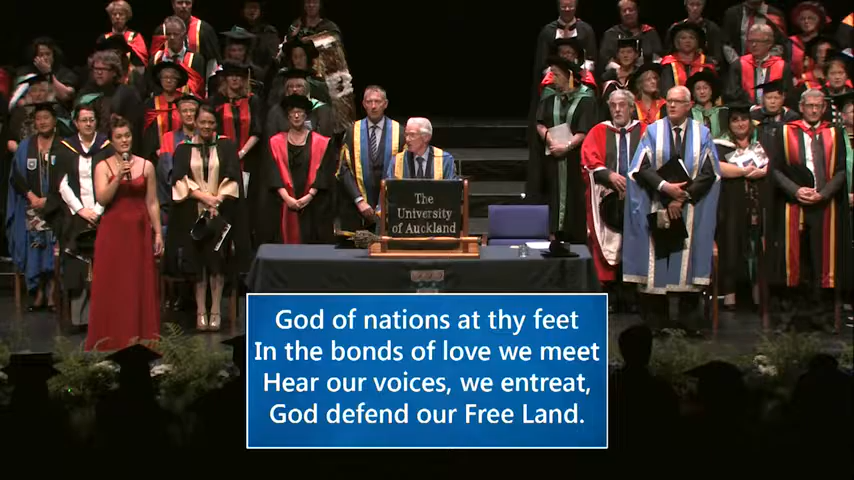 The
University
of Auckland
God of nations at thy feet
In the bonds of love we meet
Hear our voices, we entreat,
God defend our Free Land.